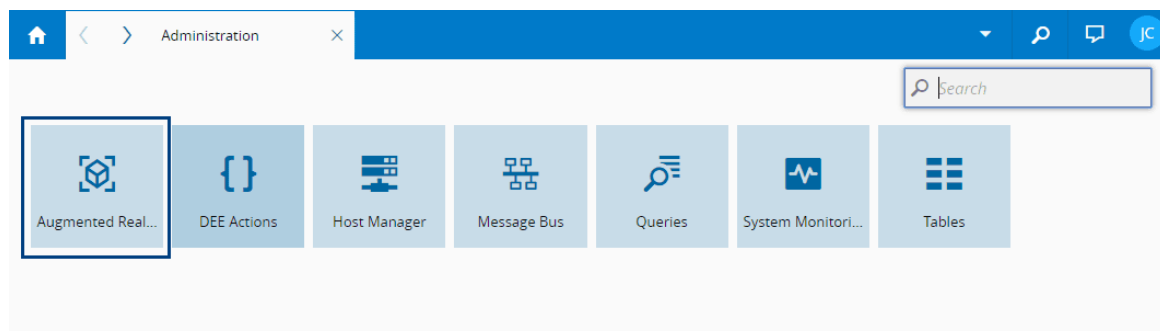 Administration
JC
Search
Augmented Real...
DEE Actions
Host Manager
Message Bus
Queries
System Monitori...
Tables